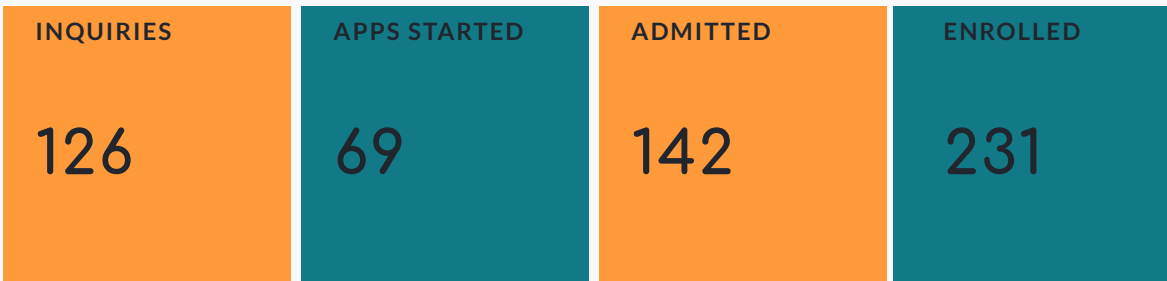 INQUIRIES
126
APPS STARTED
69
ADMITTED
142
ENROLLED
231